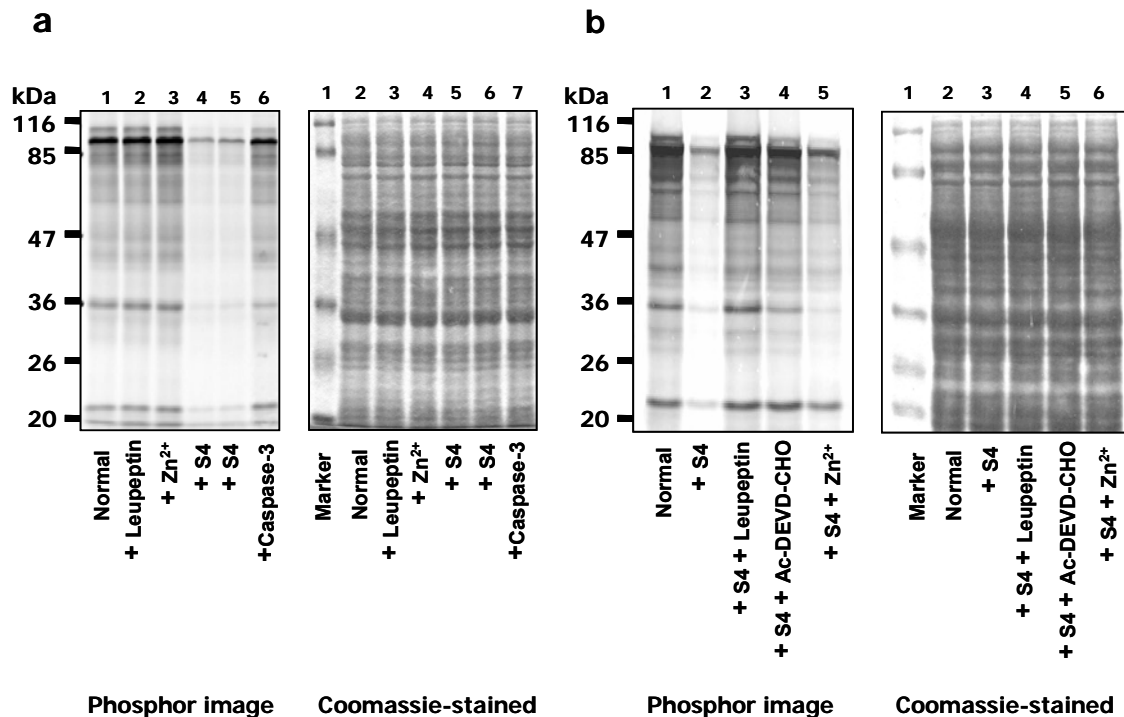 a
b
kDa
1 2 3 4 5 6
1 2 3 4 5 6 7
kDa
1 2 3 4 5
1 2 3 4 5 6
116
85
47
36
26
20
116
85
47
36
26
20
Normal
+ Leupeptin
+ Zn²⁺
+ S4
+ S4
+Caspase-3
Marker
Normal
+ Leupeptin
+ Zn²⁺
+ S4
+ S4
+Caspase-3
Normal
+ S4
+ S4 + Leupeptin
+ S4 + Ac-DEVD-CHO
+ S4 + Zn²⁺
Marker
Normal
+ S4
+ S4 + Leupeptin
+ S4 + Ac-DEVD-CHO
+ S4 + Zn²⁺
Phosphor image
Coomassie-stained
Phosphor image
Coomassie-stained